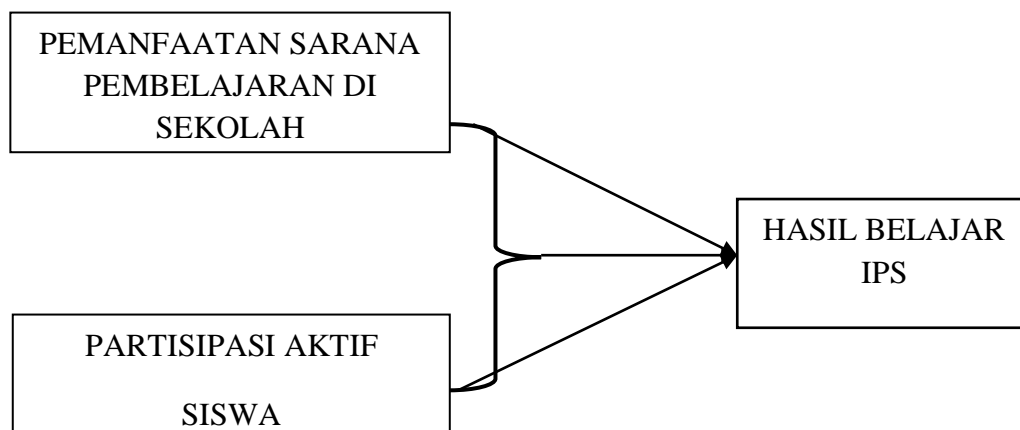 PEMANFAATAN SARANA
PEMBELAJARAN DI
SEKOLAH
HASIL BELAJAR
IPS
PARTISIPASI AKTIF
SISWA